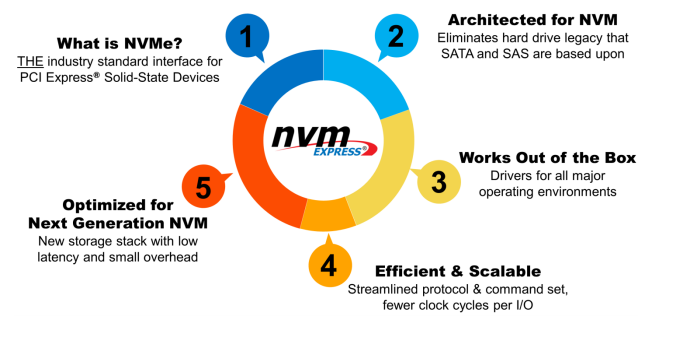 1
What is NVMe?
THE industry standard interface for
PCI Express® Solid-State Devices
2
Architected for NVM
Eliminates hard drive legacy that
SATA and SAS are based upon
3
Works Out of the Box
Drivers for all major
operating environments
4
Efficient & Scalable
Streamlined protocol & command set,
fewer clock cycles per I/O
5
Optimized for
Next Generation NVM
New storage stack with low
latency and small overhead
nvm
EXPRESS®